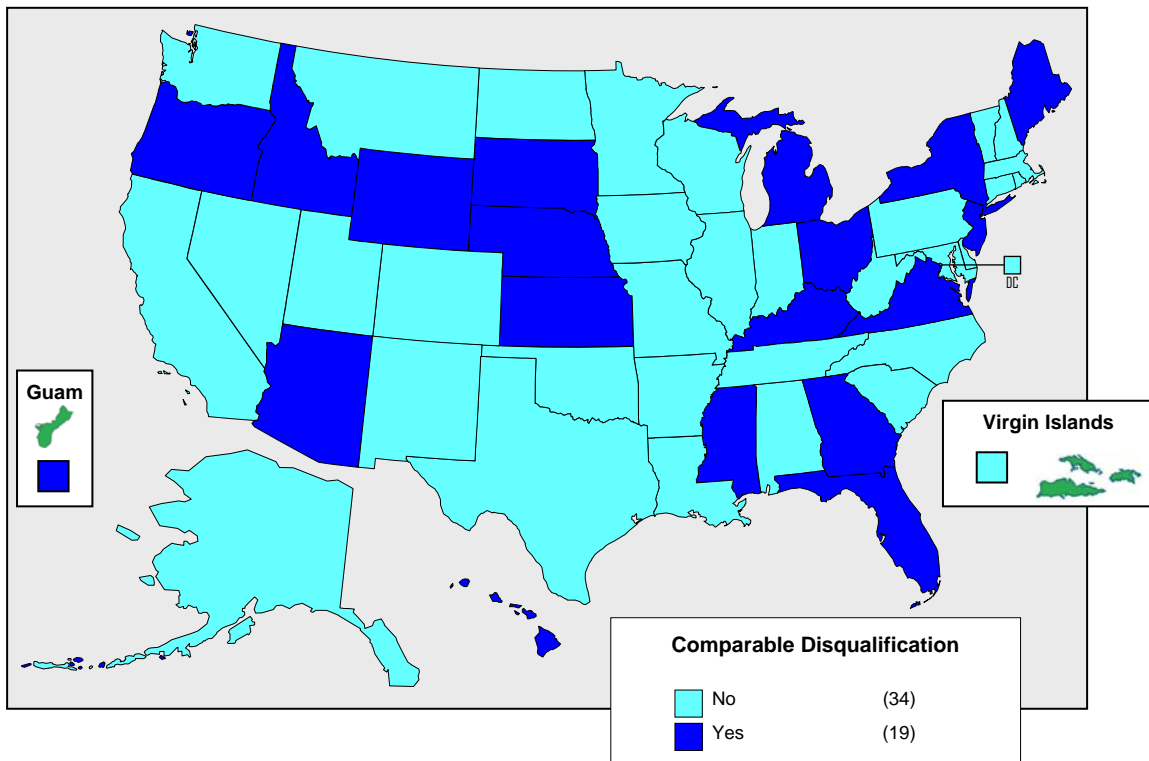 DC
Guam
Virgin Islands
Comparable Disqualification
No (34)
Yes (19)